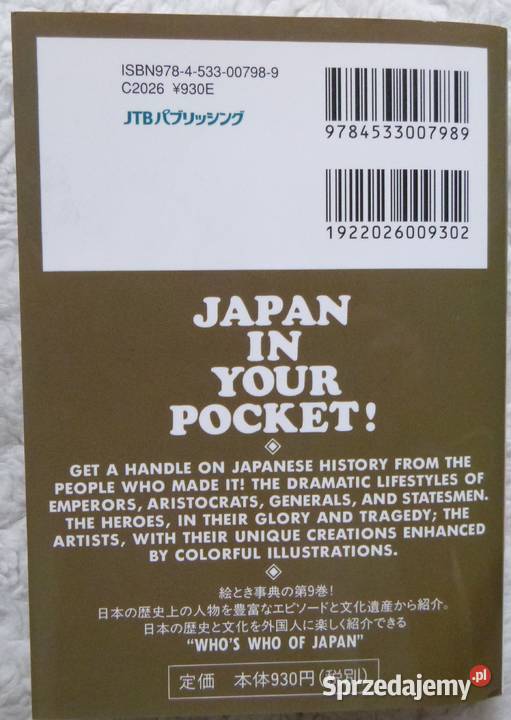 ISBN978-4-533-00798-9
C2026 ¥930E
JTBパブリッシング
9784533007989
1922026009302
JAPAN
IN
YOUR
POCKET!
GET A HANDLE ON JAPANESE HISTORY FROM THE
PEOPLE WHO MADE IT! THE DRAMATIC LIFESTYLES OF
EMPERORS, ARISTOCRATS, GENERALS, AND STATESMEN.
THE HEROES, IN THEIR GLORY AND TRAGEDY; THE
ARTISTS, WITH THEIR UNIQUE CREATIONS ENHANCED
BY COLORFUL ILLUSTRATIONS.
絵とき事典の第9巻!
日本の歴史上の人物を豊富なエピソードと文化遺産から紹介。
日本の歴史と文化を外国人に楽しく紹介できる
“WHO'S WHO OF JAPAN”
定価 本体930円(税別)
Sprzedajemy.pl